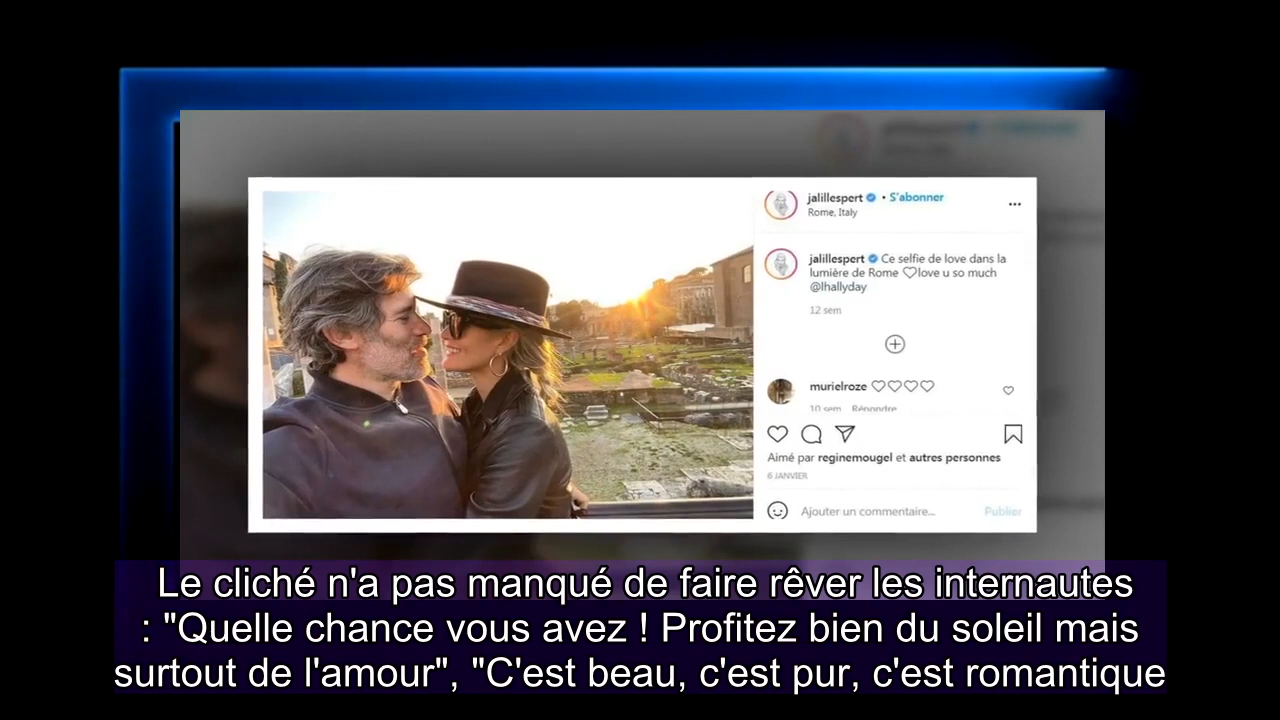 jalillespert • S'abonner
Rome, Italy
jalillespert Ce selfie de love dans la
lumière de Rome ♡love u so much
@lhallyday
12 sem
murielroze ♡♡♡♡
10 sem Répondre
Aimé par reginemougel et autres personnes
6 JANVIER
Ajouter un commentaire... Publier
Le cliché n'a pas manqué de faire rêver les internautes
: "Quelle chance vous avez ! Profitez bien du soleil mais
surtout de l'amour", "C'est beau, c'est pur, c'est romantique